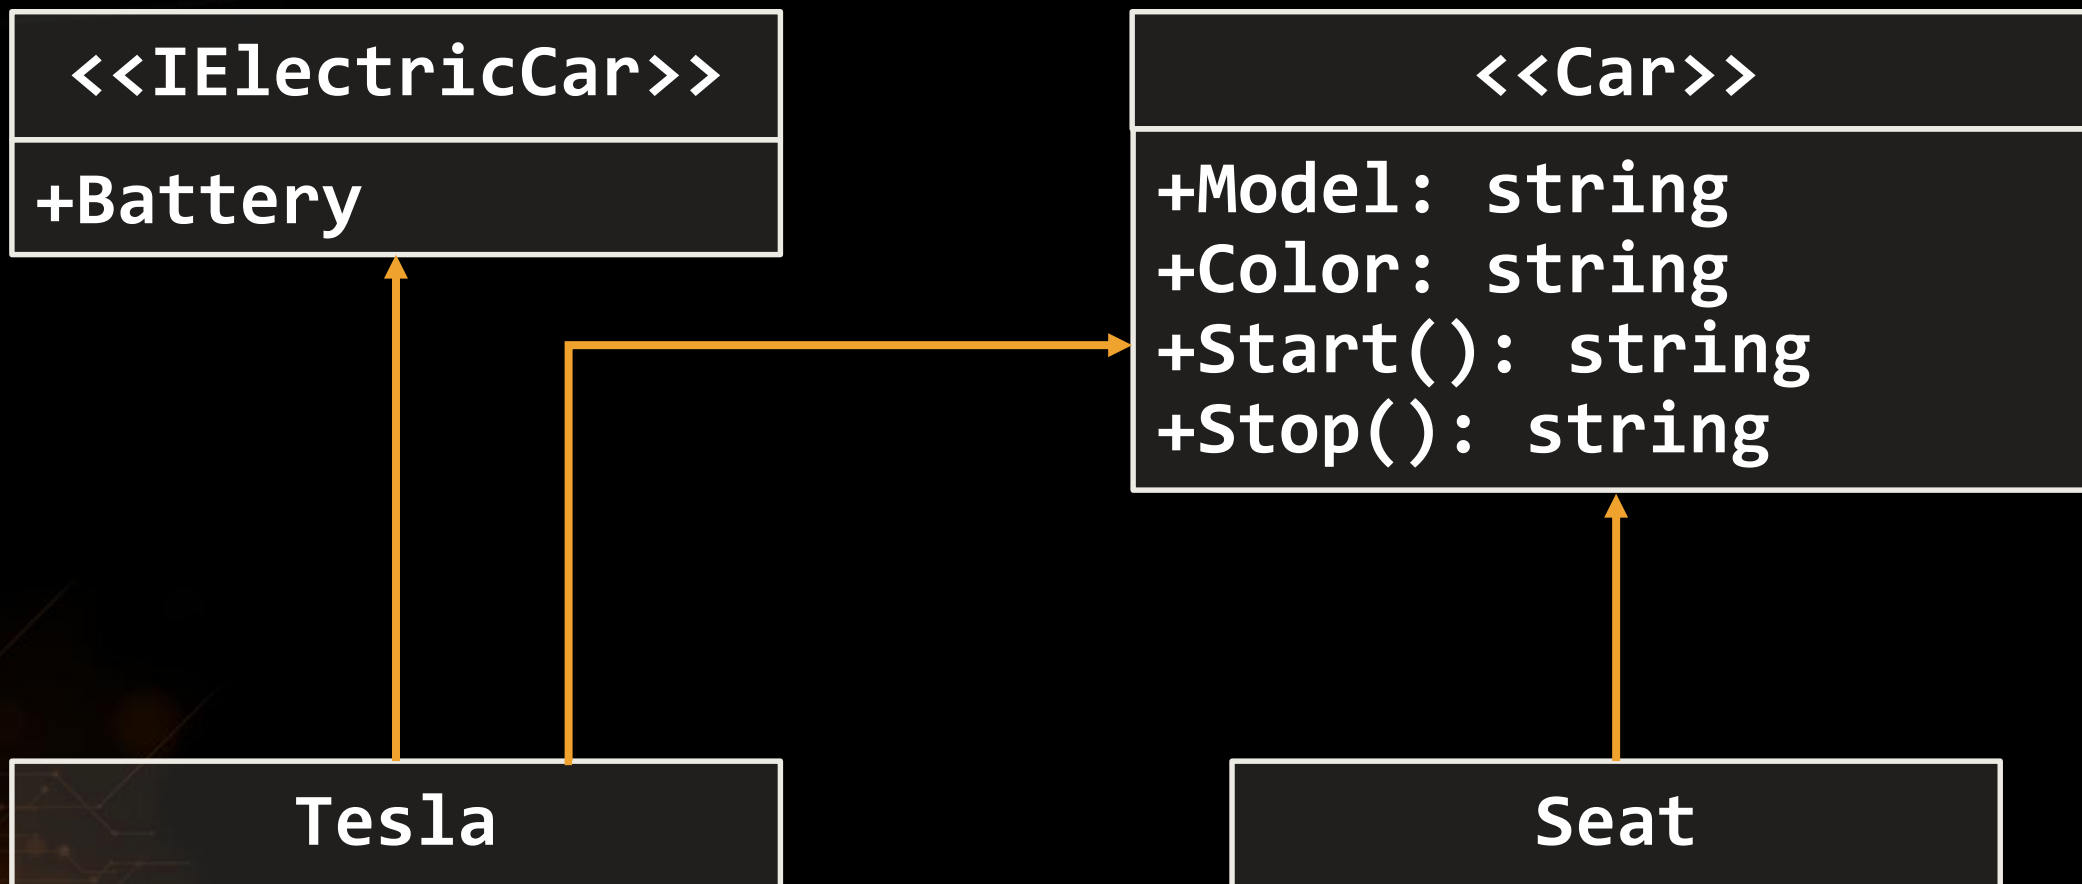 <<IElectricCar>>
+Battery
<<Car>>
+Model: string
+Color: string
+Start(): string
+Stop(): string
Tesla
Seat